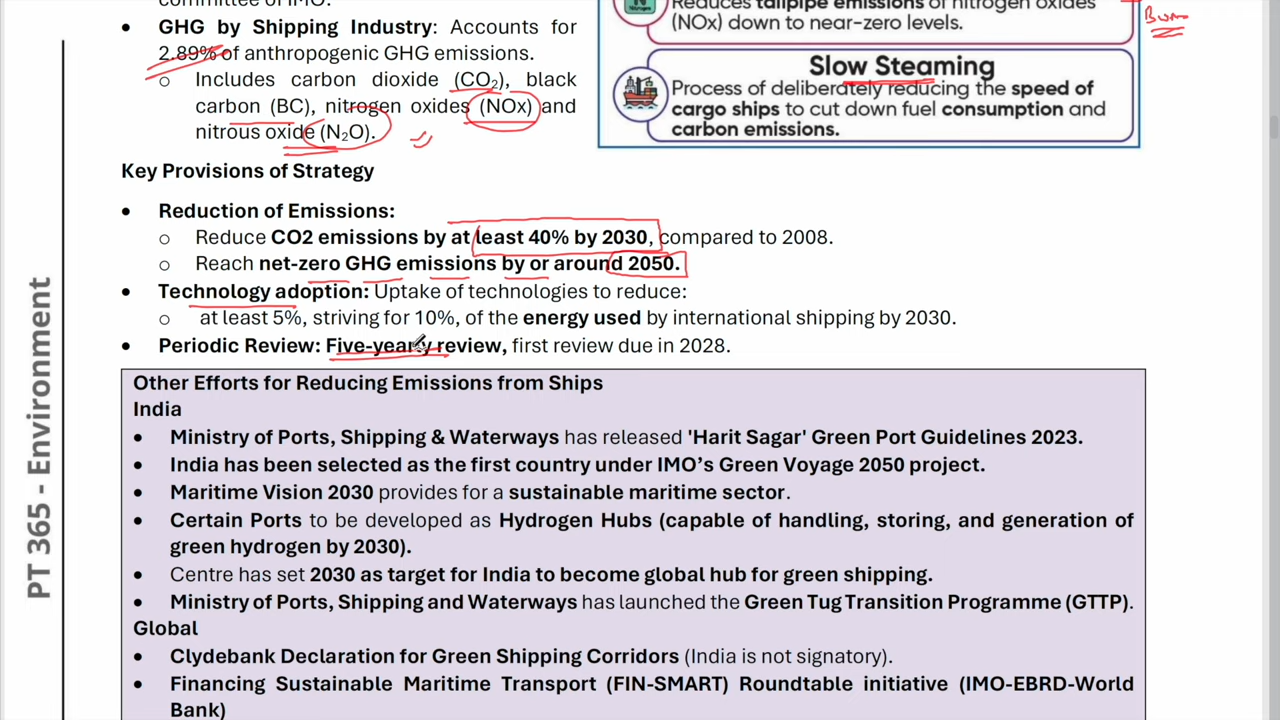 committee of IMO.
• GHG by Shipping Industry: Accounts for
2.89% of anthropogenic GHG emissions.
o Includes carbon dioxide (CO₂), black
carbon (BC), nitrogen oxides (NOx) and
nitrous oxide (N₂O).
Reduces tailpipe emissions of nitrogen oxides
(NOx) down to near-zero levels.
Slow Steaming
Process of deliberately reducing the speed of
cargo ships to cut down fuel consumption and
carbon emissions.
Key Provisions of Strategy
• Reduction of Emissions:
o Reduce CO2 emissions by at least 40% by 2030, compared to 2008.
o Reach net-zero GHG emissions by or around 2050.
• Technology adoption: Uptake of technologies to reduce:
o at least 5%, striving for 10%, of the energy used by international shipping by 2030.
• Periodic Review: Five-yearly review, first review due in 2028.
PT 365 - Environment
Other Efforts for Reducing Emissions from Ships
India
• Ministry of Ports, Shipping & Waterways has released 'Harit Sagar' Green Port Guidelines 2023.
• India has been selected as the first country under IMO's Green Voyage 2050 project.
• Maritime Vision 2030 provides for a sustainable maritime sector.
• Certain Ports to be developed as Hydrogen Hubs (capable of handling, storing, and generation of
green hydrogen by 2030).
• Centre has set 2030 as target for India to become global hub for green shipping.
• Ministry of Ports, Shipping and Waterways has launched the Green Tug Transition Programme (GTTP).
Global
• Clydebank Declaration for Green Shipping Corridors (India is not signatory).
• Financing Sustainable Maritime Transport (FIN-SMART) Roundtable initiative (IMO-EBRD-World
Bank)